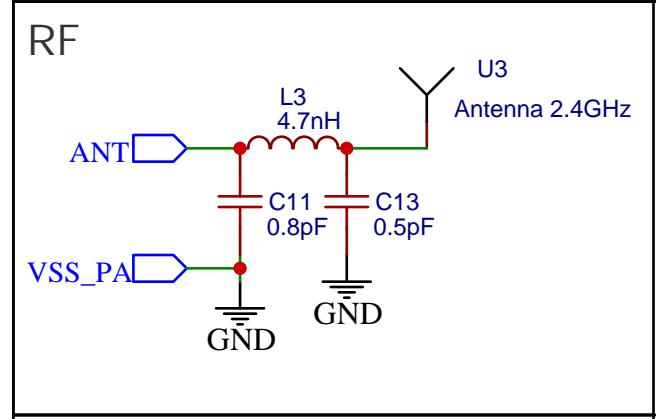 RF
U3
Antenna 2.4GHz
L3
4.7nH
ANT
C11
0.8pF
C13
0.5pF
VSS_PA
GND
GND